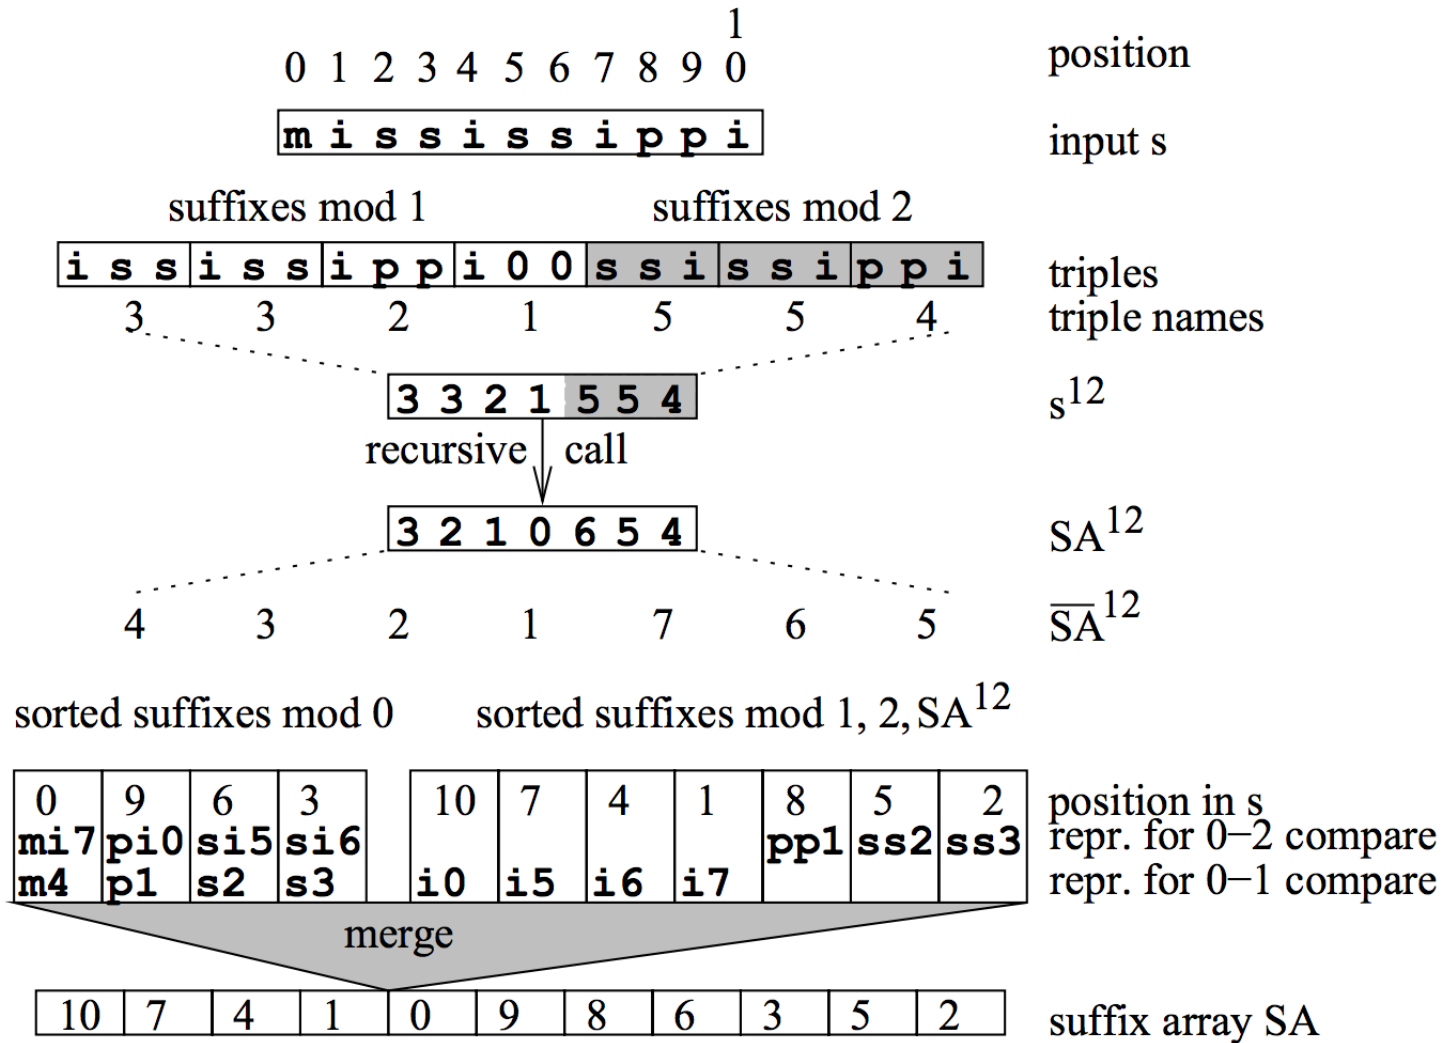 1
0 1 2 3 4 5 6 7 8 9 0 position
m i s s i s s i p p i input s
suffixes mod 1 suffixes mod 2
i s s i s s i p p i 0 0 s s i s s i p p i triples
3 3 2 1 5 5 4 triple names
3 3 2 1 5 5 4 s12
recursive call
3 2 1 0 6 5 4 SA12
4 3 2 1 7 6 5 S̅A̅12
sorted suffixes mod 0 sorted suffixes mod 1, 2, SA12
0 9 6 3 10 7 4 1 8 5 2 position in s
mi7 pi0 si5 si6 pp1 ss2 ss3 repr. for 0−2 compare
m4 p1 s2 s3 i0 i5 i6 i7 repr. for 0−1 compare
merge
10 7 4 1 0 9 8 6 3 5 2 suffix array SA